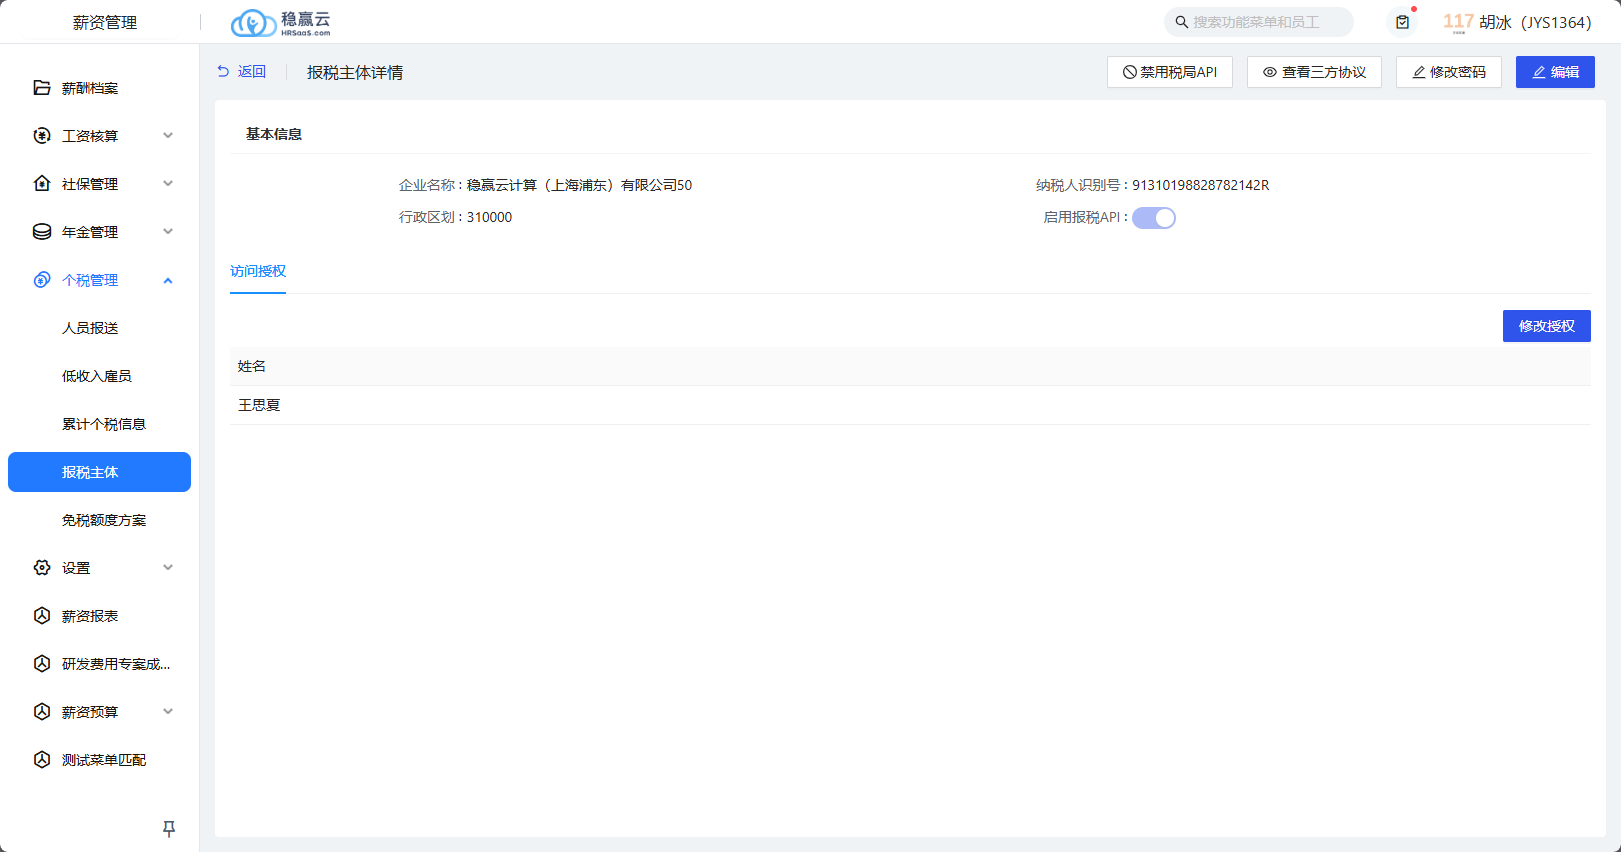 薪资管理
稳赢云
HRSaaS.com
搜索功能菜单和员工
117
胡冰（JYS1364）
薪酬档案
工资核算
社保管理
年金管理
个税管理
人员报送
低收入雇员
累计个税信息
报税主体
免税额度方案
设置
薪资报表
研发费用专案成...
薪资预算
测试菜单匹配
返回
报税主体详情
禁用税局API
查看三方协议
修改密码
编辑
基本信息
企业名称 : 稳赢云计算（上海浦东）有限公司50
纳税人识别号 : 91310198828782142R
行政区划 : 310000
启用报税API :
访问授权
修改授权
姓名
王思夏